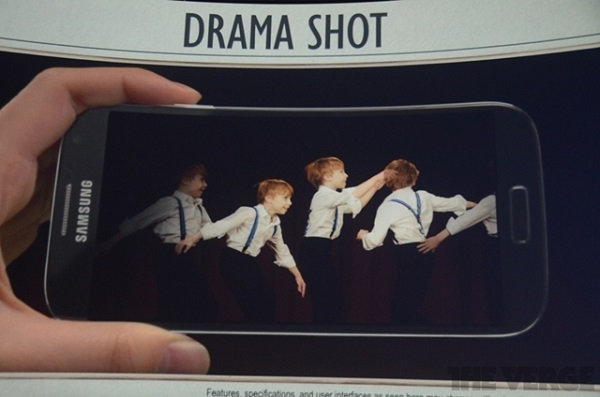 DRAMA SHOT
SAMSUNG
THE VERGE
Features, specifications, and user interfaces as seen here may